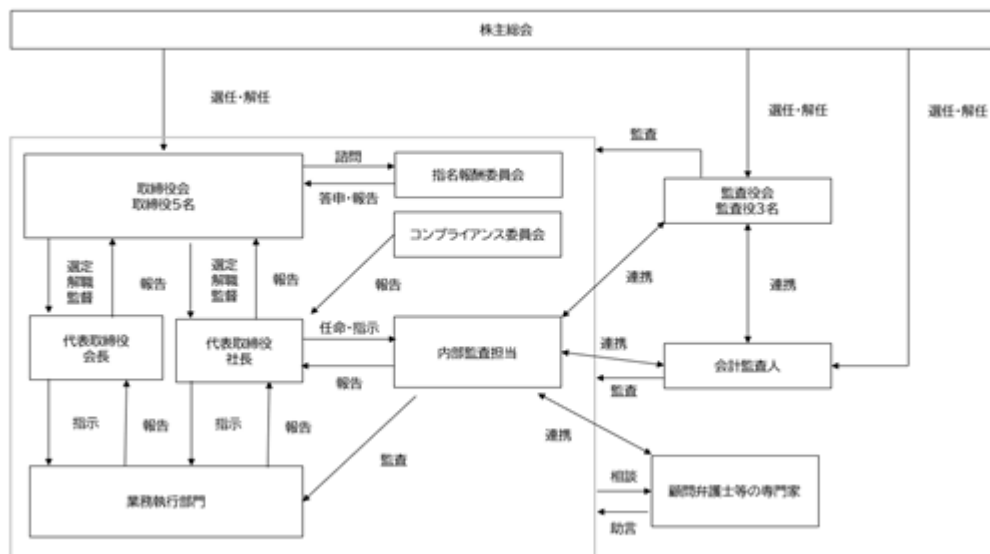 株主総会
選任・解任
選任・解任
選任・解任
監査
諮問
取締役会
取締役5名
指名報酬委員会
答申・報告
監査役会
監査役3名
コンプライアンス委員会
選定
解職
監督
報告
選定
解職
監督
報告
報告
連携
連携
代表取締役
会長
代表取締役
社長
任命・指示
内部監査担当
連携
会計監査人
報告
監査
指示
報告
指示
報告
監査
連携
業務執行部門
相談
顧問弁護士等の専門家
助言